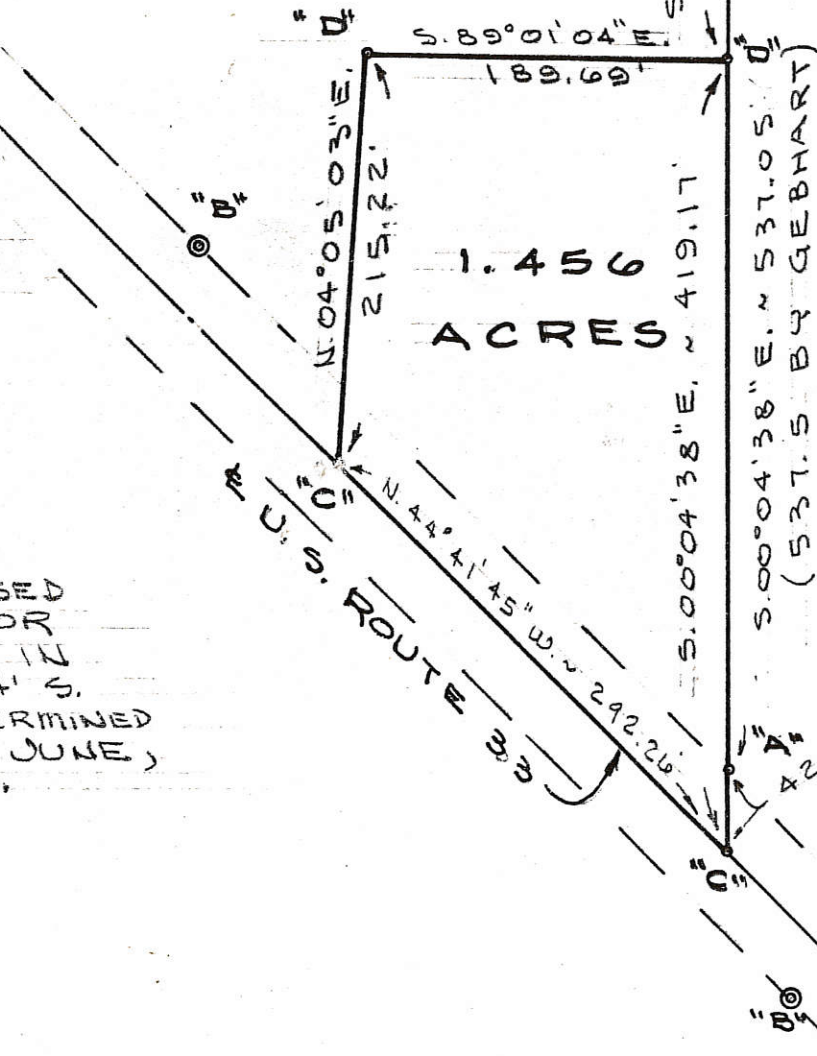 "D"
S. 89°01'04" E.
189.69'
"D"
N. 04°05'03" E.
215.22'
"B"
1.456
ACRES
S. 00°04'38" E. ~ 419.17'
S. 00°04'38" E. ~ 537.05'
(537.5 BY GEBHART)
"C"
N. 44°41'45" W. ~ 292.26'
℄ U.S. ROUTE 33
"A"
42
"C"
"B"
SED
OR
IN
4' S.
RMINED
JUNE,